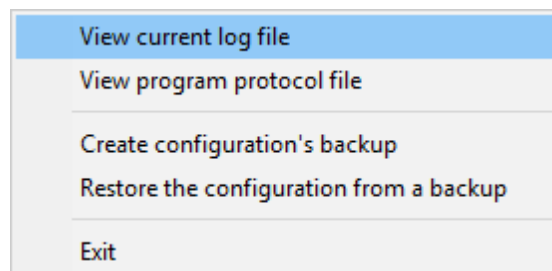 View current log file
View program protocol file
Create configuration's backup
Restore the configuration from a backup
Exit